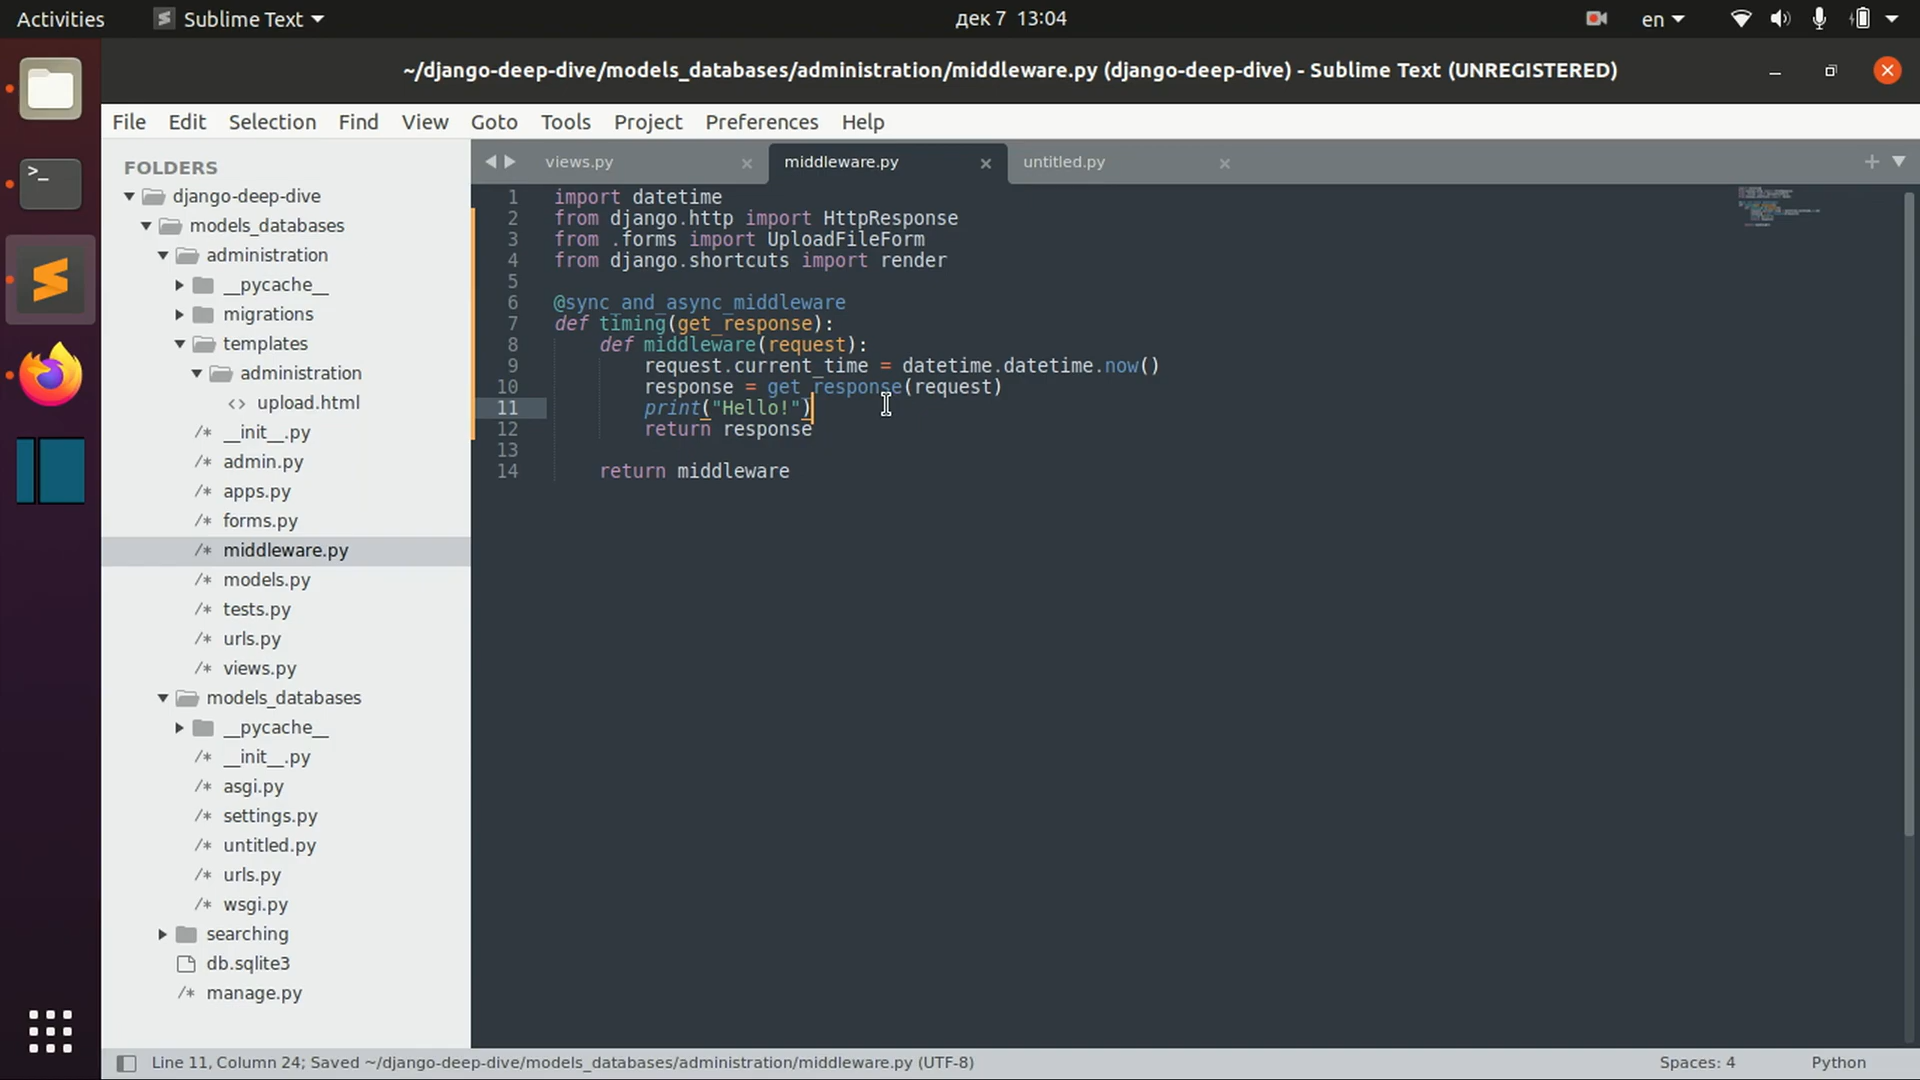 Activities Sublime Text дек 7 13:04 en
~/django-deep-dive/models_databases/administration/middleware.py (django-deep-dive) - Sublime Text (UNREGISTERED)
File Edit Selection Find View Goto Tools Project Preferences Help
FOLDERS
django-deep-dive
models_databases
administration
__pycache__
migrations
templates
administration
<> upload.html
/* __init__.py
/* admin.py
/* apps.py
/* forms.py
/* middleware.py
/* models.py
/* tests.py
/* urls.py
/* views.py
models_databases
__pycache__
/* __init__.py
/* asgi.py
/* settings.py
/* untitled.py
/* urls.py
/* wsgi.py
searching
db.sqlite3
/* manage.py
views.py middleware.py untitled.py
1 import datetime
2 from django.http import HttpResponse
3 from .forms import UploadFileForm
4 from django.shortcuts import render
5
6 @sync_and_async_middleware
7 def timing(get_response):
8 def middleware(request):
9 request.current_time = datetime.datetime.now()
10 response = get_response(request)
11 print("Hello!")
12 return response
13
14 return middleware
Line 11, Column 24; Saved ~/django-deep-dive/models_databases/administration/middleware.py (UTF-8) Spaces: 4 Python